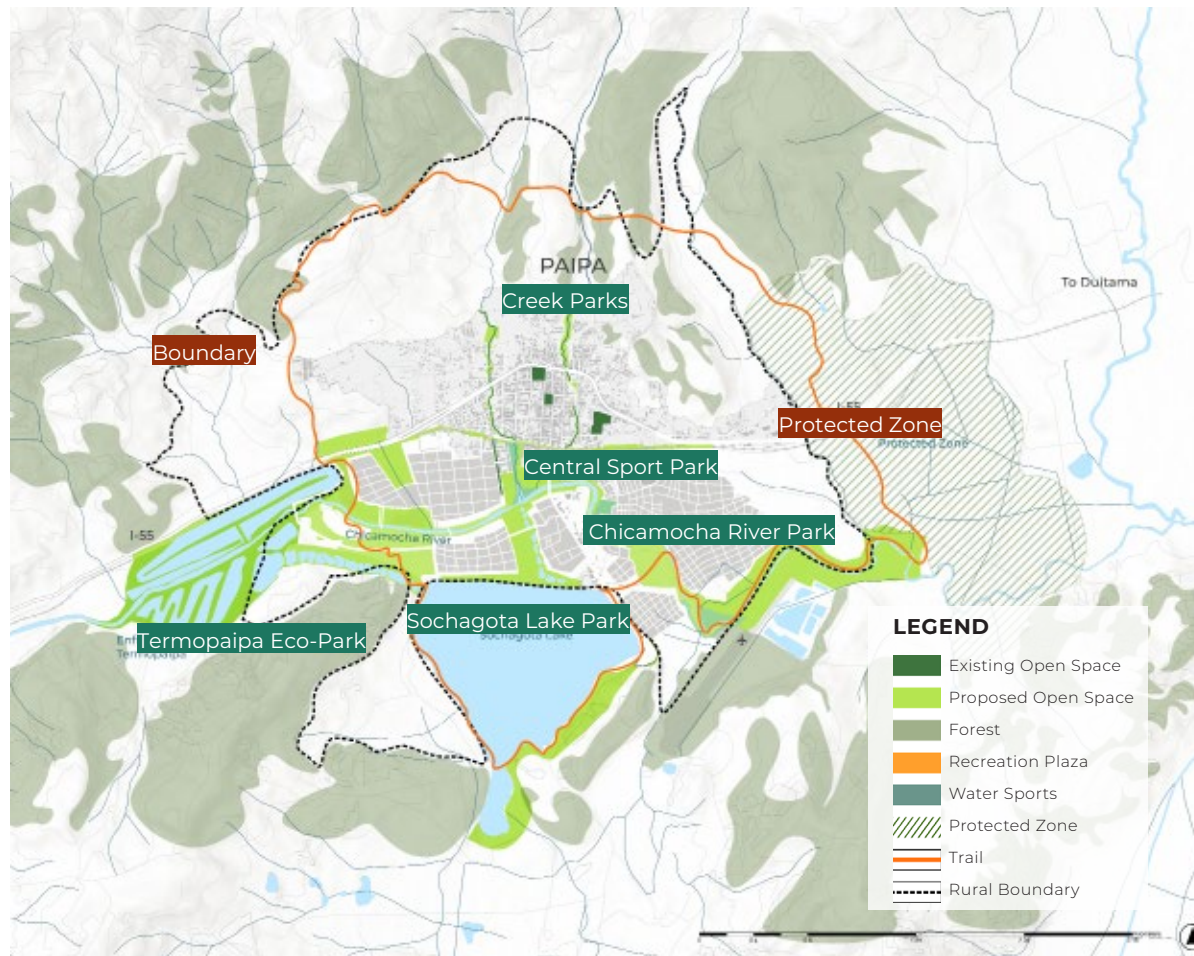 PAIPA
Creek Parks
To Duitama
Boundary
I-55
Protected Zone
Protected Zone
Central Sport Park
Chicamocha River Park
I-55
Chicamocha River
Sochagota Lake Park
Sochagota Lake
Termopaipa Eco-Park
Termopaipa
LEGEND
Existing Open Space
Proposed Open Space
Forest
Recreation Plaza
Water Sports
Protected Zone
Trail
Rural Boundary